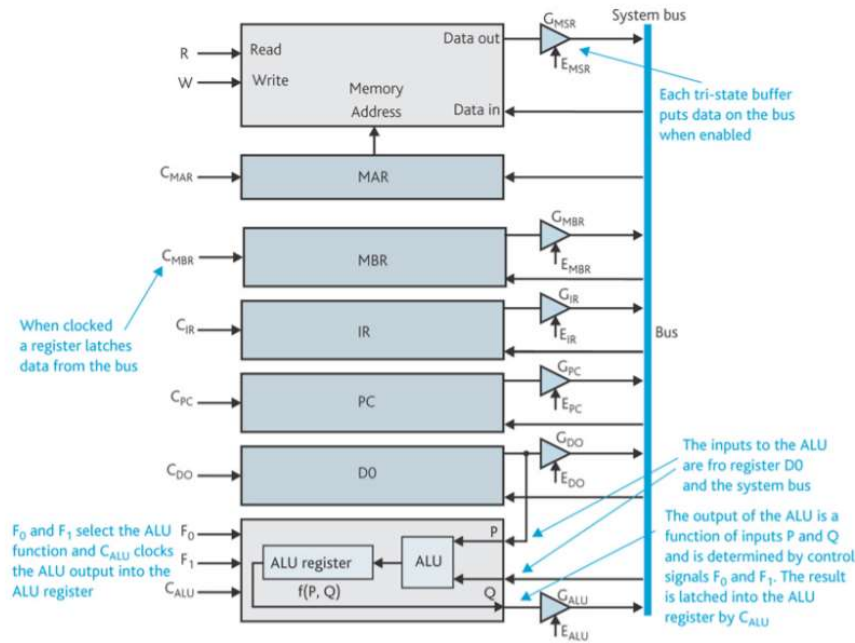 System bus
G_MSR
R
Read
Data out
E_MSR
W
Write
Memory
Address
Data in
Each tri-state buffer
puts data on the bus
when enabled
C_MAR
MAR
G_MBR
C_MBR
MBR
E_MBR
When clocked
a register latches
data from the bus
G_IR
C_IR
IR
E_IR
Bus
G_PC
C_PC
PC
E_PC
G_DO
C_DO
D0
E_DO
The inputs to the ALU
are fro register D0
and the system bus
F₀ and F₁ select the ALU
function and C_ALU clocks
the ALU output into the
ALU register
F₀
F₁
C_ALU
P
ALU register
ALU
f(P, Q)
Q
G_ALU
E_ALU
The output of the ALU is a
function of inputs P and Q
and is determined by control
signals F₀ and F₁. The result
is latched into the ALU
register by C_ALU